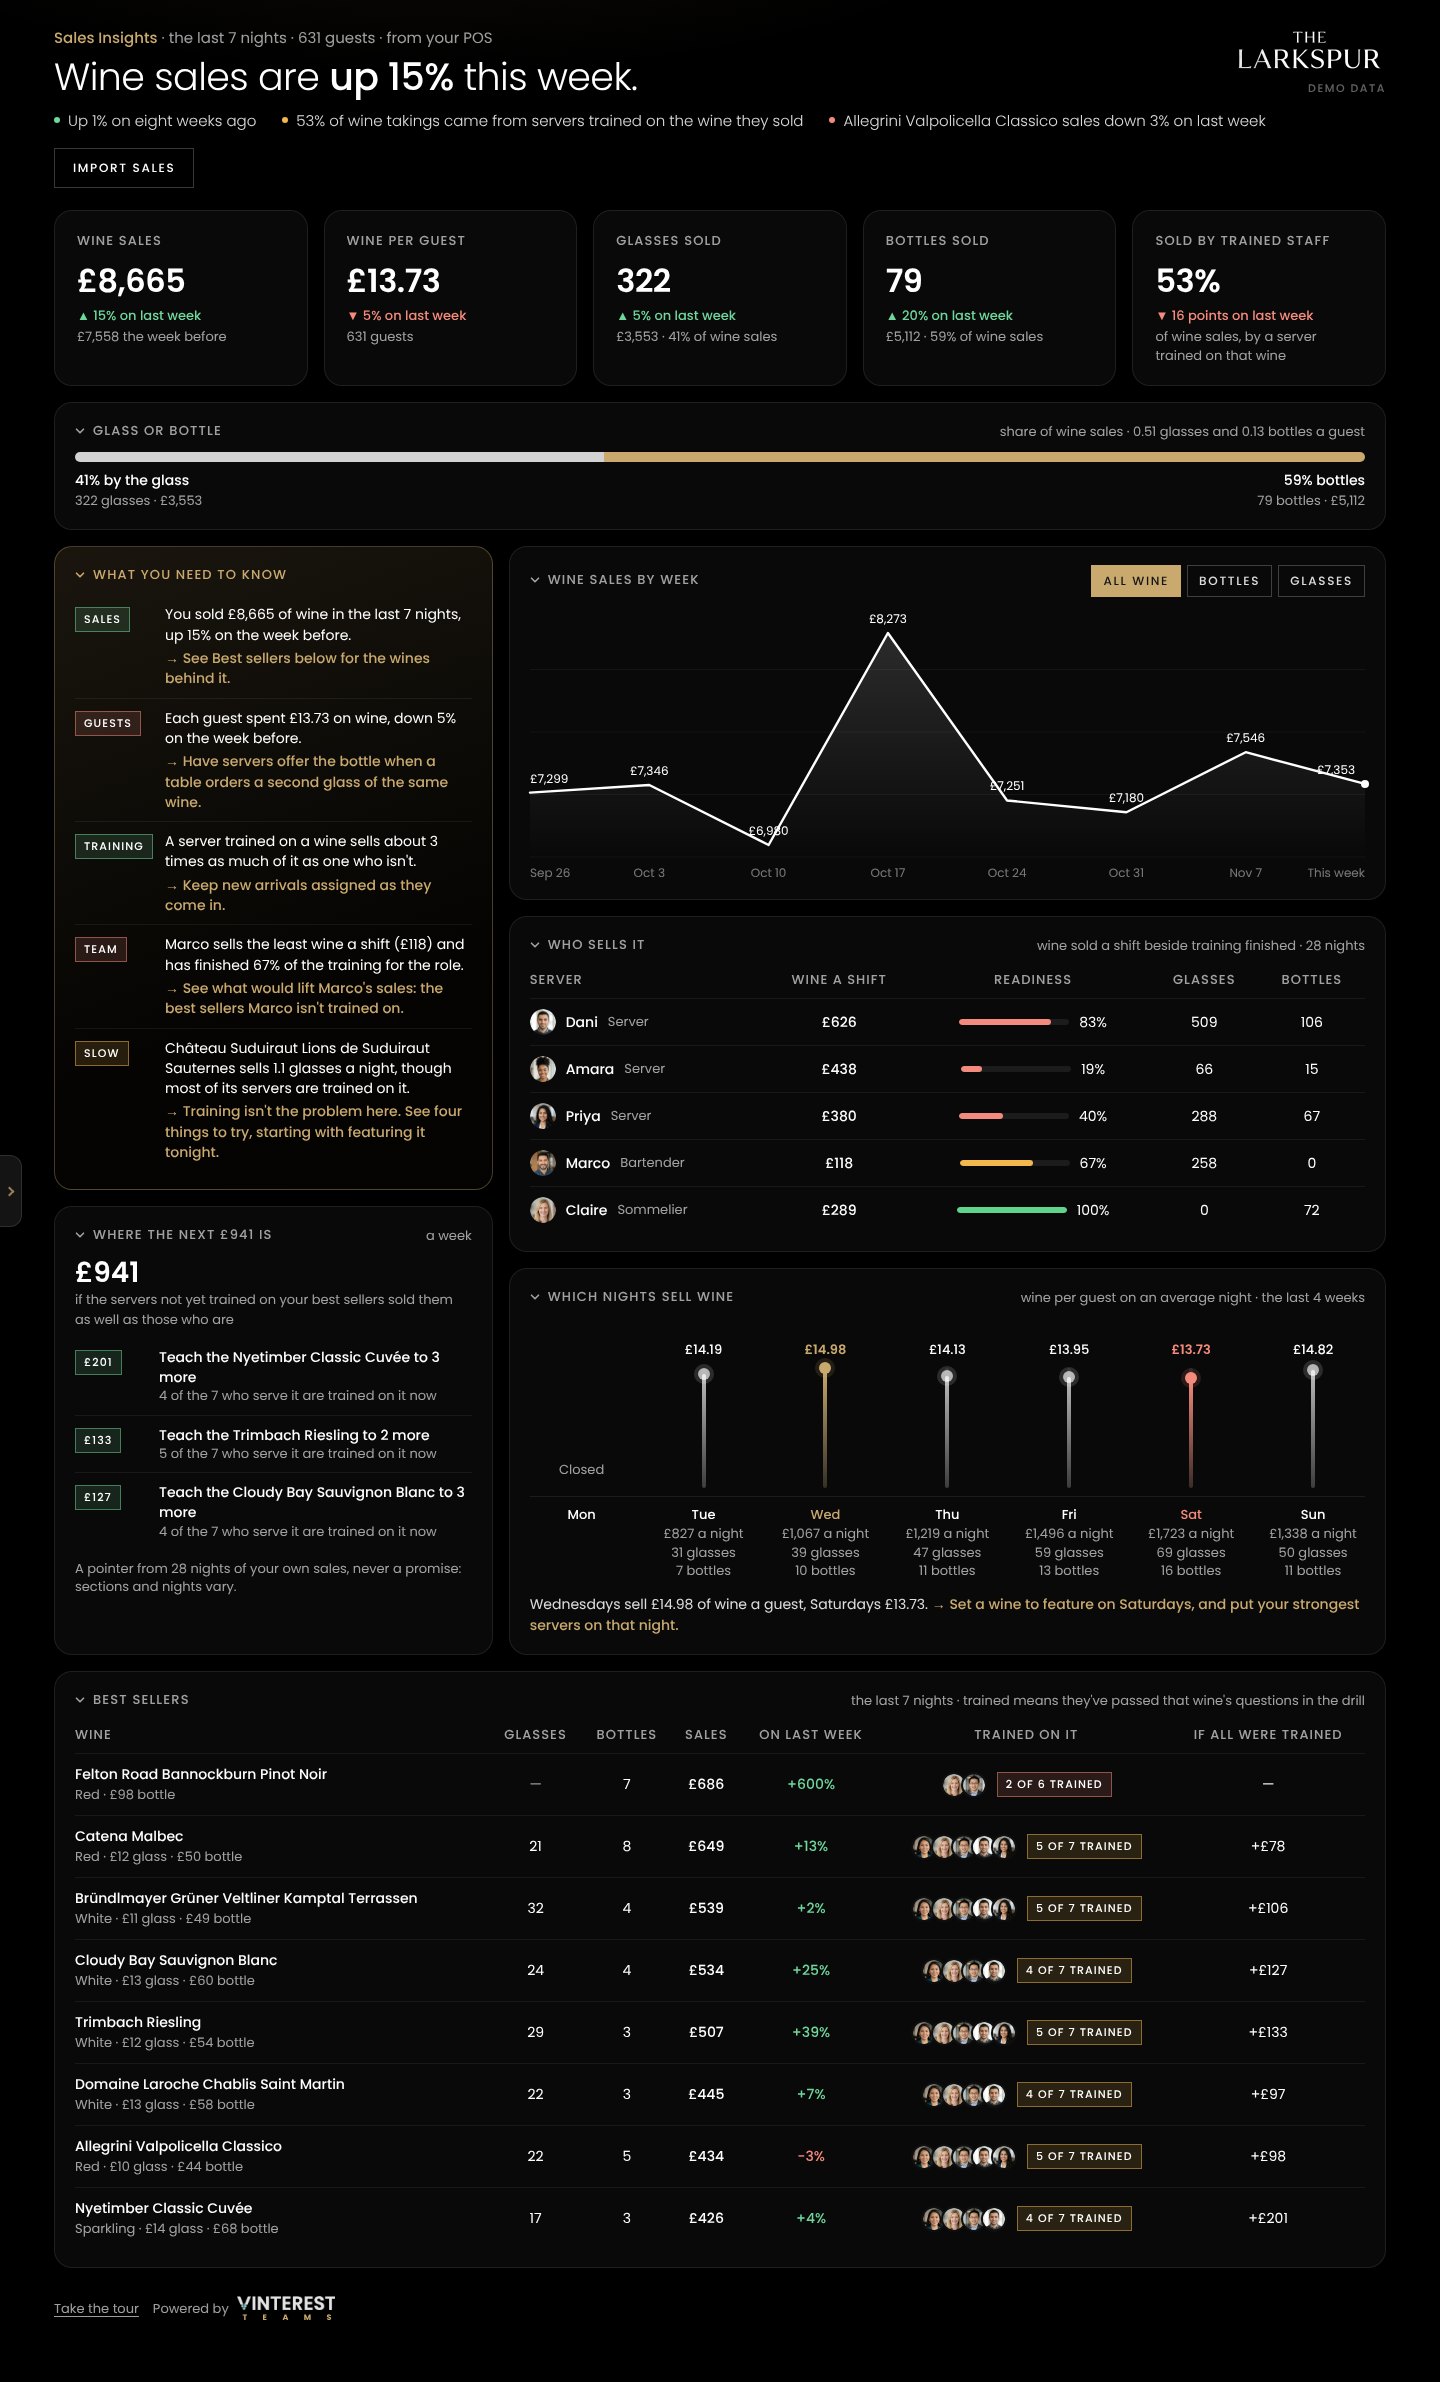 Sales Insights · the last 7 nights · 631 guests · from your POS
THE
LARKSPUR
DEMO DATA
Wine sales are up 15% this week.
Up 1% on eight weeks ago
53% of wine takings came from servers trained on the wine they sold
Allegrini Valpolicella Classico sales down 3% on last week
IMPORT SALES
WINE SALES
£8,665
▲ 15% on last week
£7,558 the week before
WINE PER GUEST
£13.73
▼ 5% on last week
631 guests
GLASSES SOLD
322
▲ 5% on last week
£3,553 · 41% of wine sales
BOTTLES SOLD
79
▲ 20% on last week
£5,112 · 59% of wine sales
SOLD BY TRAINED STAFF
53%
▼ 16 points on last week
of wine sales, by a server
trained on that wine
GLASS OR BOTTLE
share of wine sales · 0.51 glasses and 0.13 bottles a guest
41% by the glass
322 glasses · £3,553
59% bottles
79 bottles · £5,112
WHAT YOU NEED TO KNOW
SALES
You sold £8,665 of wine in the last 7 nights,
up 15% on the week before.
→ See Best sellers below for the wines
behind it.
GUESTS
Each guest spent £13.73 on wine, down 5%
on the week before.
→ Have servers offer the bottle when a
table orders a second glass of the same
wine.
TRAINING
A server trained on a wine sells about 3
times as much of it as one who isn't.
→ Keep new arrivals assigned as they
come in.
TEAM
Marco sells the least wine a shift (£118) and
has finished 67% of the training for the role.
→ See what would lift Marco's sales: the
best sellers Marco isn't trained on.
SLOW
Château Suduiraut Lions de Suduiraut
Sauternes sells 1.1 glasses a night, though
most of its servers are trained on it.
→ Training isn't the problem here. See four
things to try, starting with featuring it
tonight.
WINE SALES BY WEEK
ALL WINE
BOTTLES
GLASSES
£7,299
£7,346
£6,980
£8,273
£7,251
£7,180
£7,546
£7,353
Sep 26
Oct 3
Oct 10
Oct 17
Oct 24
Oct 31
Nov 7
This week
WHO SELLS IT
wine sold a shift beside training finished · 28 nights
SERVER WINE A SHIFT READINESS GLASSES BOTTLES
Dani Server £626 83% 509 106
Amara Server £438 19% 66 15
Priya Server £380 40% 288 67
Marco Bartender £118 67% 258 0
Claire Sommelier £289 100% 0 72
WHERE THE NEXT £941 IS
a week
£941
if the servers not yet trained on your best sellers sold them
as well as those who are
£201
Teach the Nyetimber Classic Cuvée to 3
more
4 of the 7 who serve it are trained on it now
£133
Teach the Trimbach Riesling to 2 more
5 of the 7 who serve it are trained on it now
£127
Teach the Cloudy Bay Sauvignon Blanc to 3
more
4 of the 7 who serve it are trained on it now
A pointer from 28 nights of your own sales, never a promise:
sections and nights vary.
WHICH NIGHTS SELL WINE
wine per guest on an average night · the last 4 weeks
£14.19 £14.98 £14.13 £13.95 £13.73 £14.82
Closed
Mon Tue Wed Thu Fri Sat Sun
£827 a night £1,067 a night £1,219 a night £1,496 a night £1,723 a night £1,338 a night
31 glasses 39 glasses 47 glasses 59 glasses 69 glasses 50 glasses
7 bottles 10 bottles 11 bottles 13 bottles 16 bottles 11 bottles
Wednesdays sell £14.98 of wine a guest, Saturdays £13.73. → Set a wine to feature on Saturdays, and put your strongest
servers on that night.
BEST SELLERS
the last 7 nights · trained means they've passed that wine's questions in the drill
WINE GLASSES BOTTLES SALES ON LAST WEEK TRAINED ON IT IF ALL WERE TRAINED
Felton Road Bannockburn Pinot Noir
Red · £98 bottle
— 7 £686 +600% 2 OF 6 TRAINED —
Catena Malbec
Red · £12 glass · £50 bottle
21 8 £649 +13% 5 OF 7 TRAINED +£78
Bründlmayer Grüner Veltliner Kamptal Terrassen
White · £11 glass · £49 bottle
32 4 £539 +2% 5 OF 7 TRAINED +£106
Cloudy Bay Sauvignon Blanc
White · £13 glass · £60 bottle
24 4 £534 +25% 4 OF 7 TRAINED +£127
Trimbach Riesling
White · £12 glass · £54 bottle
29 3 £507 +39% 5 OF 7 TRAINED +£133
Domaine Laroche Chablis Saint Martin
White · £13 glass · £58 bottle
22 3 £445 +7% 4 OF 7 TRAINED +£97
Allegrini Valpolicella Classico
Red · £10 glass · £44 bottle
22 5 £434 -3% 5 OF 7 TRAINED +£98
Nyetimber Classic Cuvée
Sparkling · £14 glass · £68 bottle
17 3 £426 +4% 4 OF 7 TRAINED +£201
Take the tour
Powered by
VINTEREST
TEAMS